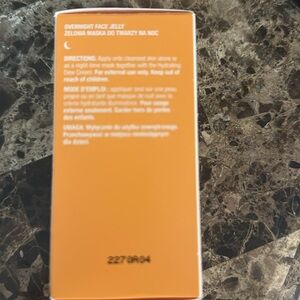 OVERNIGHT FACE JELLY
ŻELOWA MASKA DO TWARZY NA NOC
DIRECTIONS: Apply onto cleansed skin alone or
as a night-time mask together with the Hydrating
Dew Cream. For external use only. Keep out of
reach of children.
MODE D'EMPLOI : appliquer seul sur une peau
propre ou en tant que masque de nuit avec la
crème hydratante illuminatrice. Pour usage
externe seulement. Garder hors de portée
des enfants.
UWAGA: Wyłącznie do użytku zewnętrznego.
Przechowywać w miejscu niedostępnym
dla dzieci.
2270R04